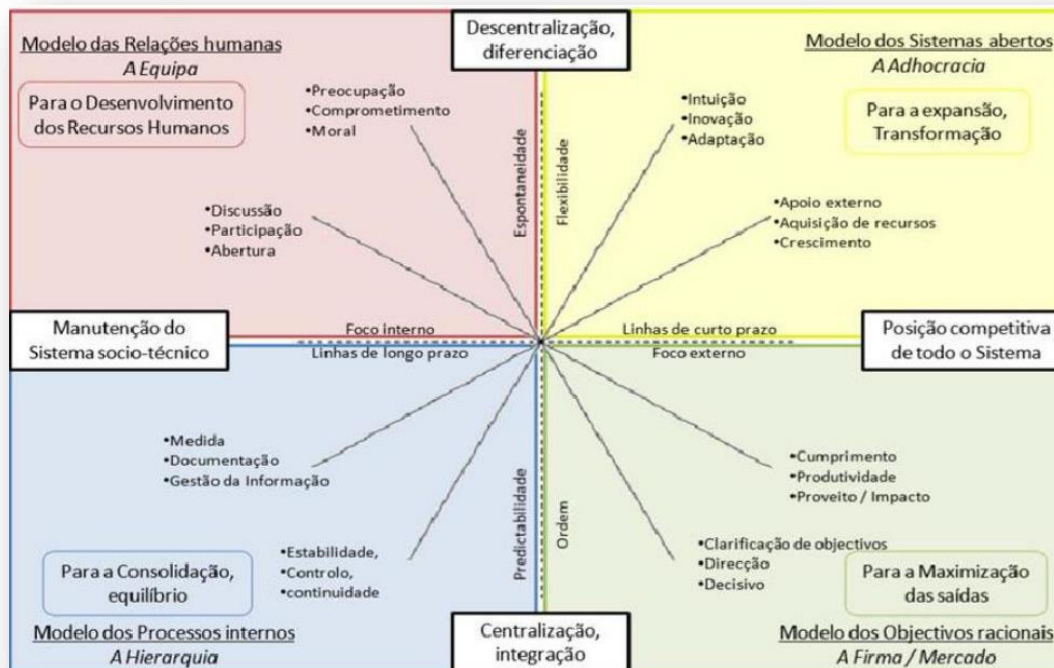 Descentralização,
diferenciação
Modelo das Relações humanas
A Equipa
Para o Desenvolvimento
dos Recursos Humanos
•Preocupação
•Comprometimento
•Moral
•Discussão
•Participação
•Abertura
Espontaneidade
Flexibilidade
Modelo dos Sistemas abertos
A Adhocracia
•Intuição
•Inovação
•Adaptação
Para a expansão,
Transformação
•Apoio externo
•Aquisição de recursos
•Crescimento
Manutenção do
Sistema socio-técnico
Foco interno
Linhas de longo prazo
Linhas de curto prazo
Foco externo
Posição competitiva
de todo o Sistema
•Medida
•Documentação
•Gestão da Informação
•Estabilidade,
•Controlo,
•continuidade
Para a Consolidação,
equilíbrio
Modelo dos Processos internos
A Hierarquia
Predictabilidade
Ordem
•Cumprimento
•Produtividade
•Proveito / Impacto
•Clarificação de objectivos
•Direcção
•Decisivo
Para a Maximização
das saídas
Modelo dos Objectivos racionais
A Firma / Mercado
Centralização,
integração